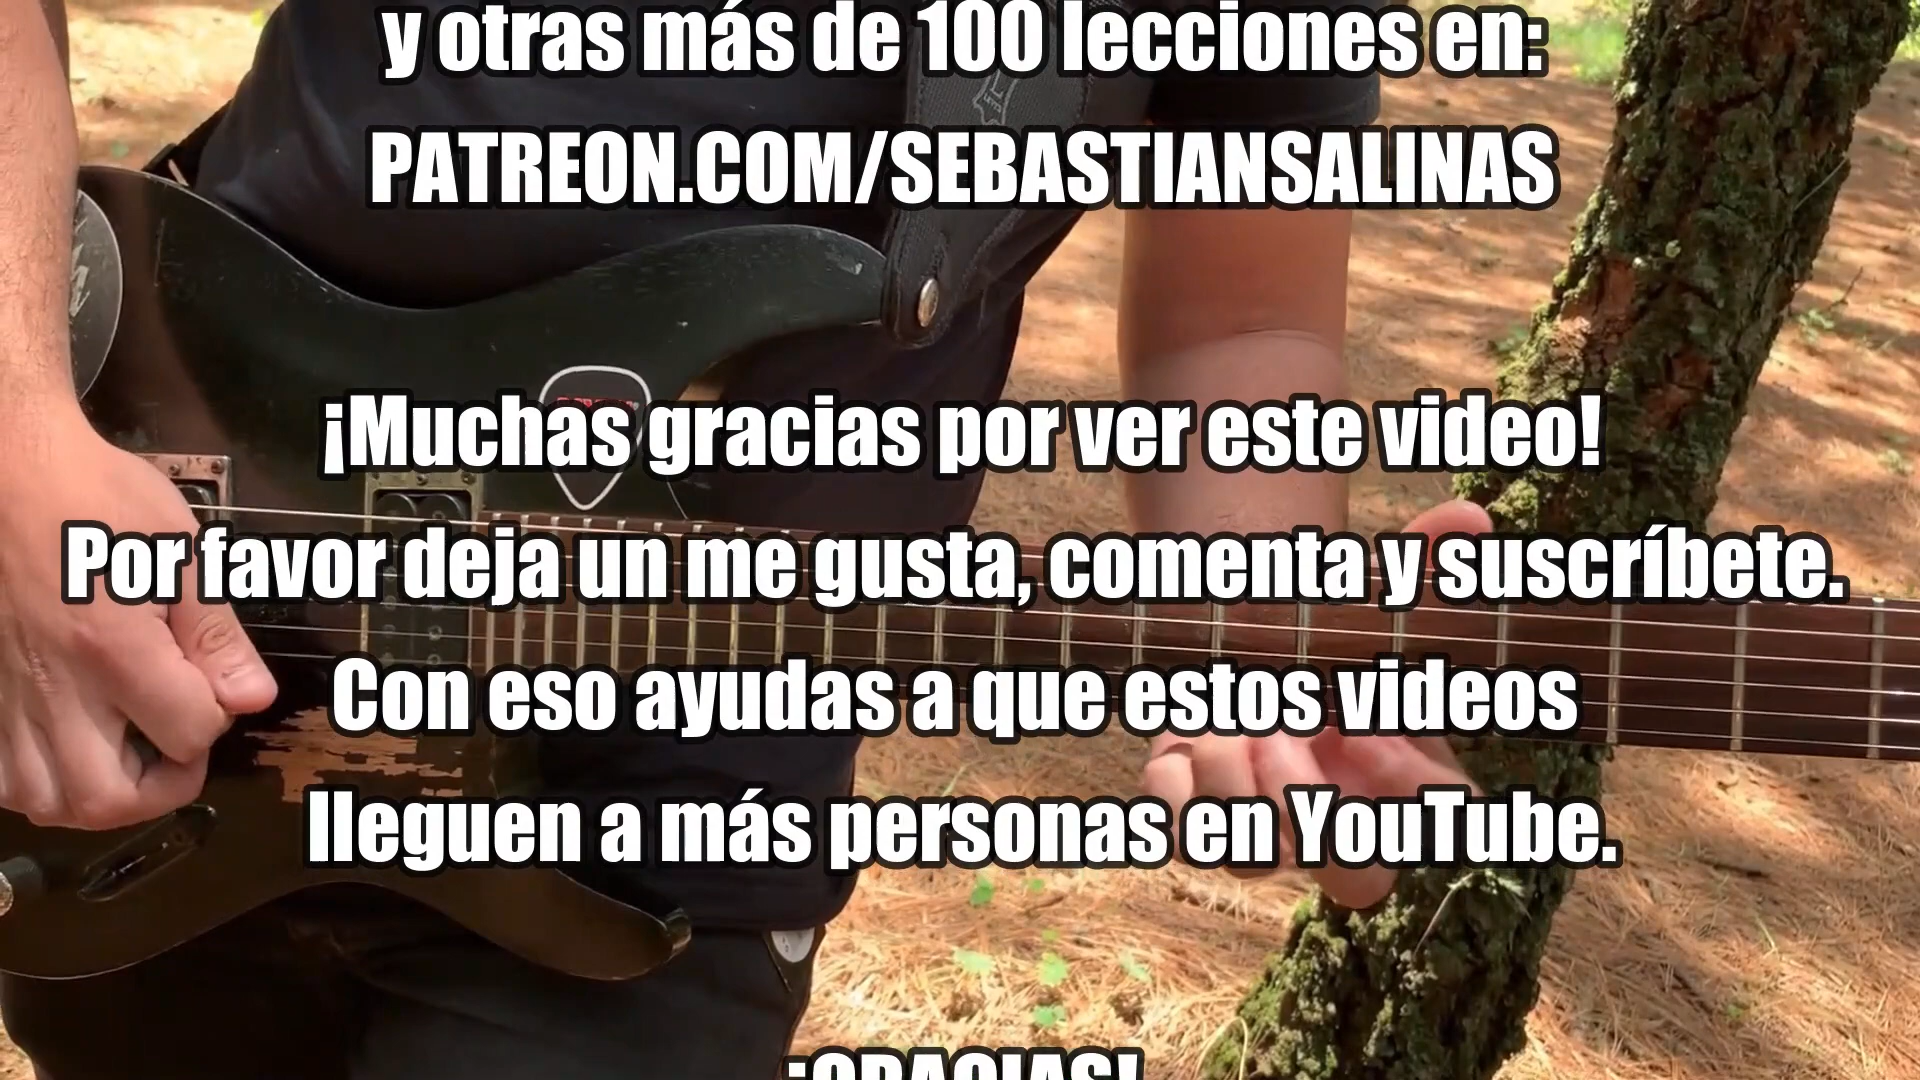 y otras más de 100 lecciones en:
PATREON.COM/SEBASTIANSALINAS
¡Muchas gracias por ver este video!
Por favor deja un me gusta, comenta y suscríbete.
Con eso ayudas a que estos videos
lleguen a más personas en YouTube.
¡GRACIAS!